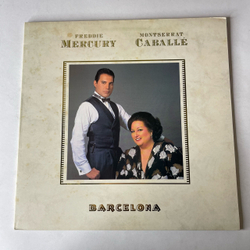 FREDDIE MONTSERRAT
MERCURY CABALLÉ
BARCELONA